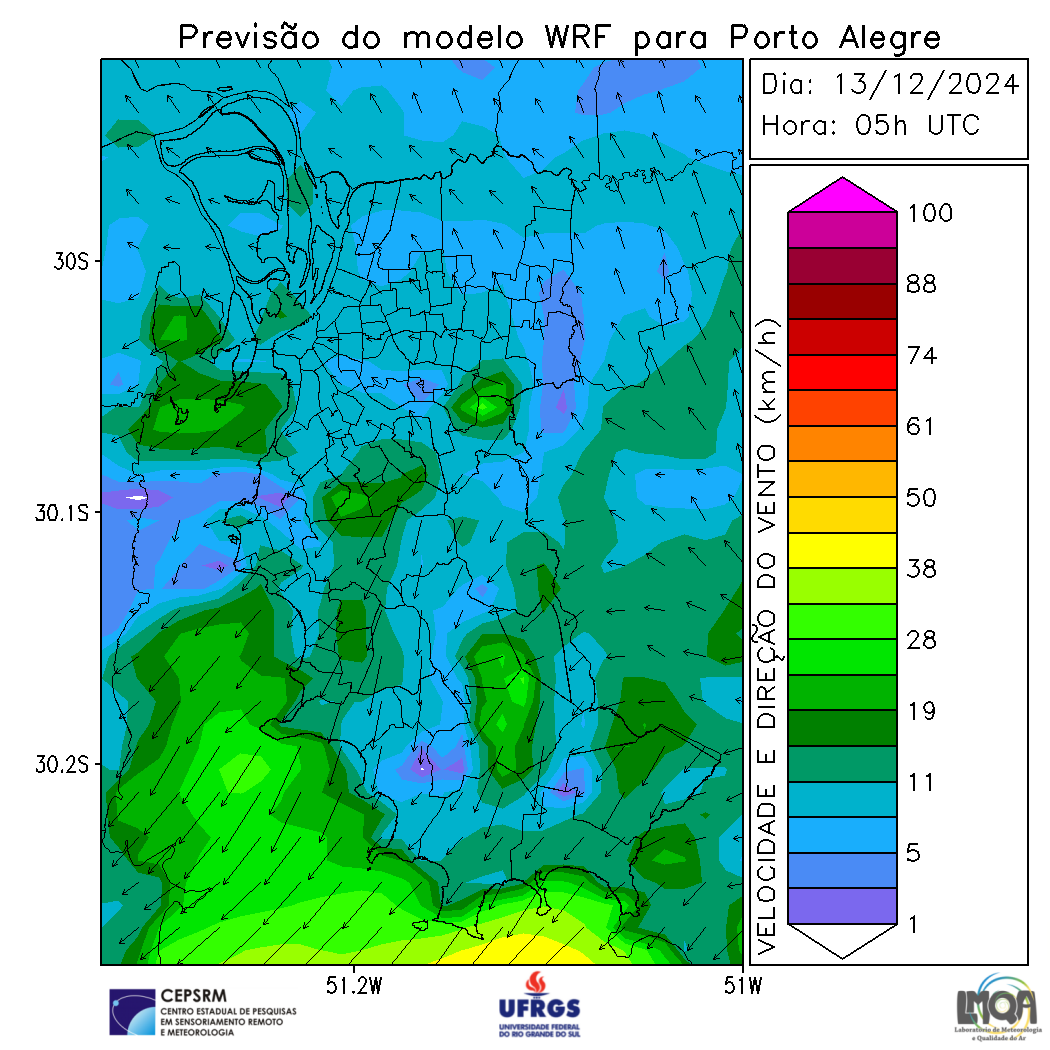 Previsão do modelo WRF para Porto Alegre
Dia: 13/12/2024
Hora: 05h UTC
30S
30.1S
30.2S
51.2W
51W
VELOCIDADE E DIREÇÃO DO VENTO (km/h)
100
88
74
61
50
38
28
19
11
5
1
CEPSRM
CENTRO ESTADUAL DE PESQUISAS
EM SENSORIAMENTO REMOTO
E METEOROLOGIA
UFRGS
UNIVERSIDADE FEDERAL
DO RIO GRANDE DO SUL
LMQA
Laboratório de Meteorologia
e Qualidade do Ar